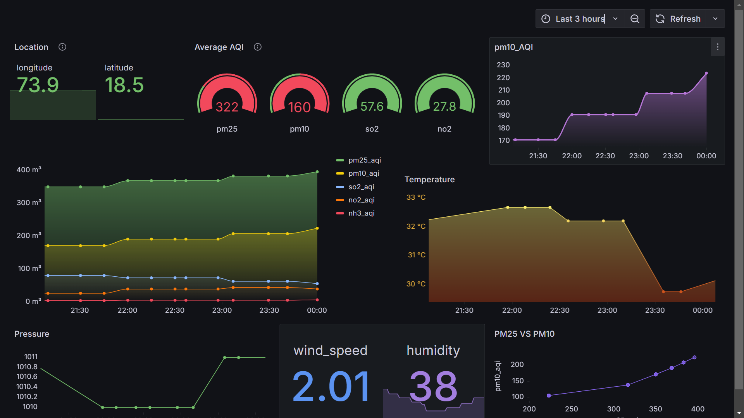 Last 3 hours
Refresh
Location
Average AQI
pm10_AQI
longitude
73.9
latitude
18.5
322
pm25
160
pm10
57.6
so2
27.8
no2
230
220
210
200
190
180
170
21:30 22:00 22:30 23:00 23:30 00:00
400 m³
300 m³
200 m³
100 m³
0 m³
21:30 22:00 22:30 23:00 23:30 00:00
pm25_aqi
pm10_aqi
so2_aqi
no2_aqi
nh3_aqi
Temperature
33 °C
32 °C
31 °C
30 °C
21:30 22:00 22:30 23:00 23:30 00:00
Pressure
1011
1010.8
1010.6
1010.4
1010.2
1010
wind_speed
2.01
humidity
38
PM25 VS PM10
pm10_aqi
200
150
100
200 250 300 350 400